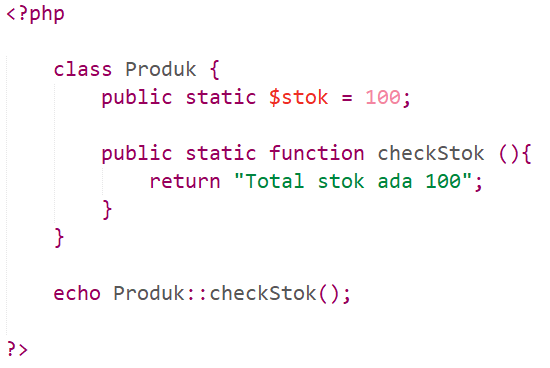 <?php
class Produk {
public static $stok = 100;
public static function checkStok (){
return "Total stok ada 100";
}
}
echo Produk::checkStok();
?>